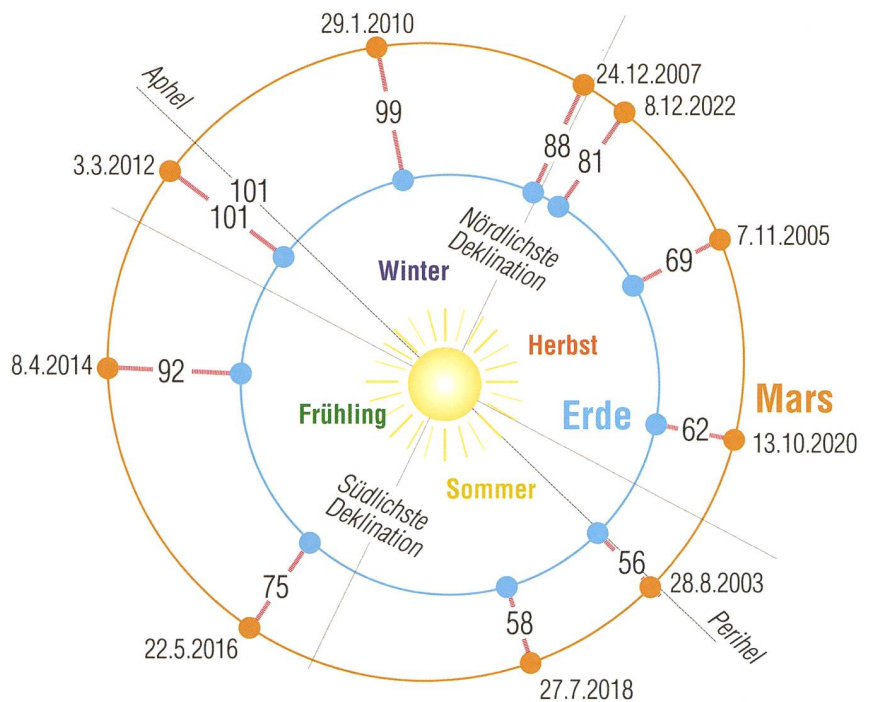 29.1.2010
24.12.2007
8.12.2022
Aphel
99
88
81
3.3.2012
101
101
Nördlichste
Deklination
7.11.2005
69
Winter
Herbst
8.4.2014
92
Frühling
Erde
Mars
62
13.10.2020
Sommer
Südlichste
Deklination
56
28.8.2003
75
58
Perihel
22.5.2016
27.7.2018